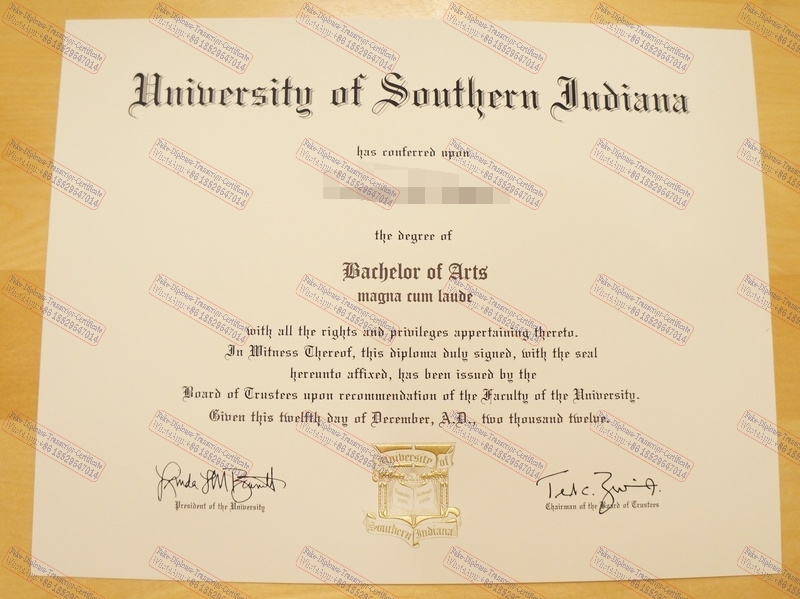 University of Southern Indiana
has conferred upon
the degree of
Bachelor of Arts
magna cum laude
with all the rights and privileges appertaining thereto.
In Witness Thereof, this diploma duly signed, with the seal
hereunto affixed, has been issued by the
Board of Trustees upon recommendation of the Faculty of the University.
Given this twelfth day of December, A.D., two thousand twelve.
President of the University
University of
Southern Indiana
Chairman of the Board of Trustees